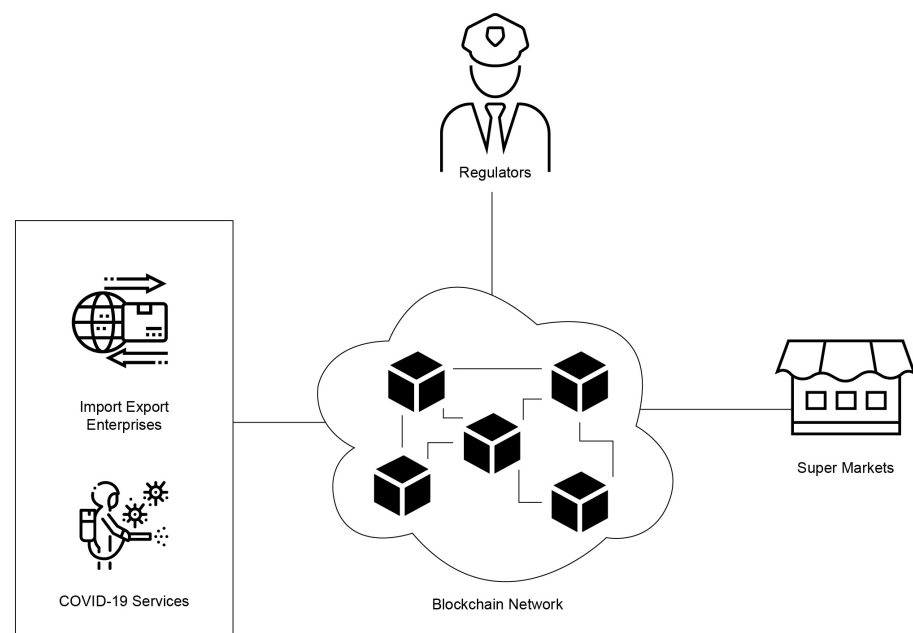 Regulators
Import Export
Enterprises
Super Markets
COVID-19 Services
Blockchain Network